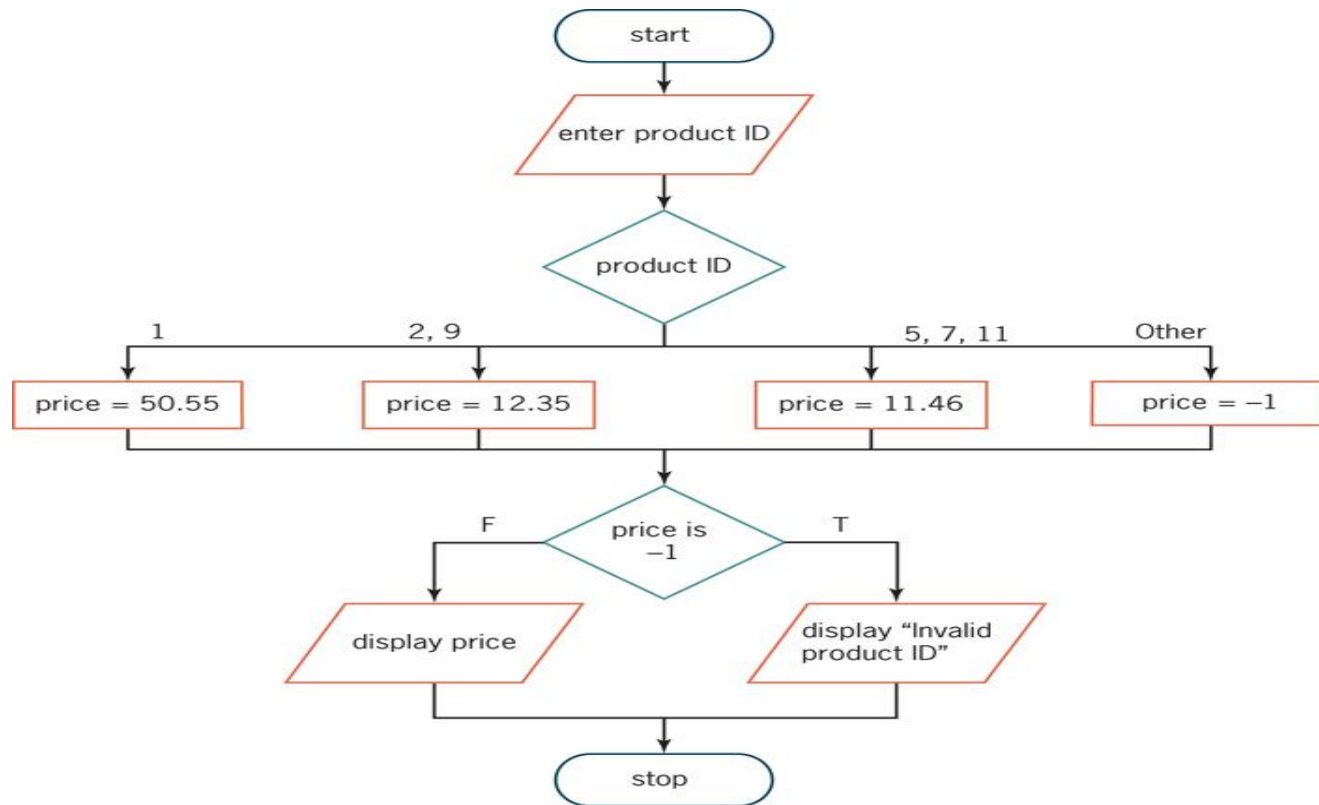 start
enter product ID
product ID
1
2, 9
5, 7, 11
Other
price = 50.55
price = 12.35
price = 11.46
price = –1
F
price is
–1
T
display price
display “Invalid
product ID”
stop